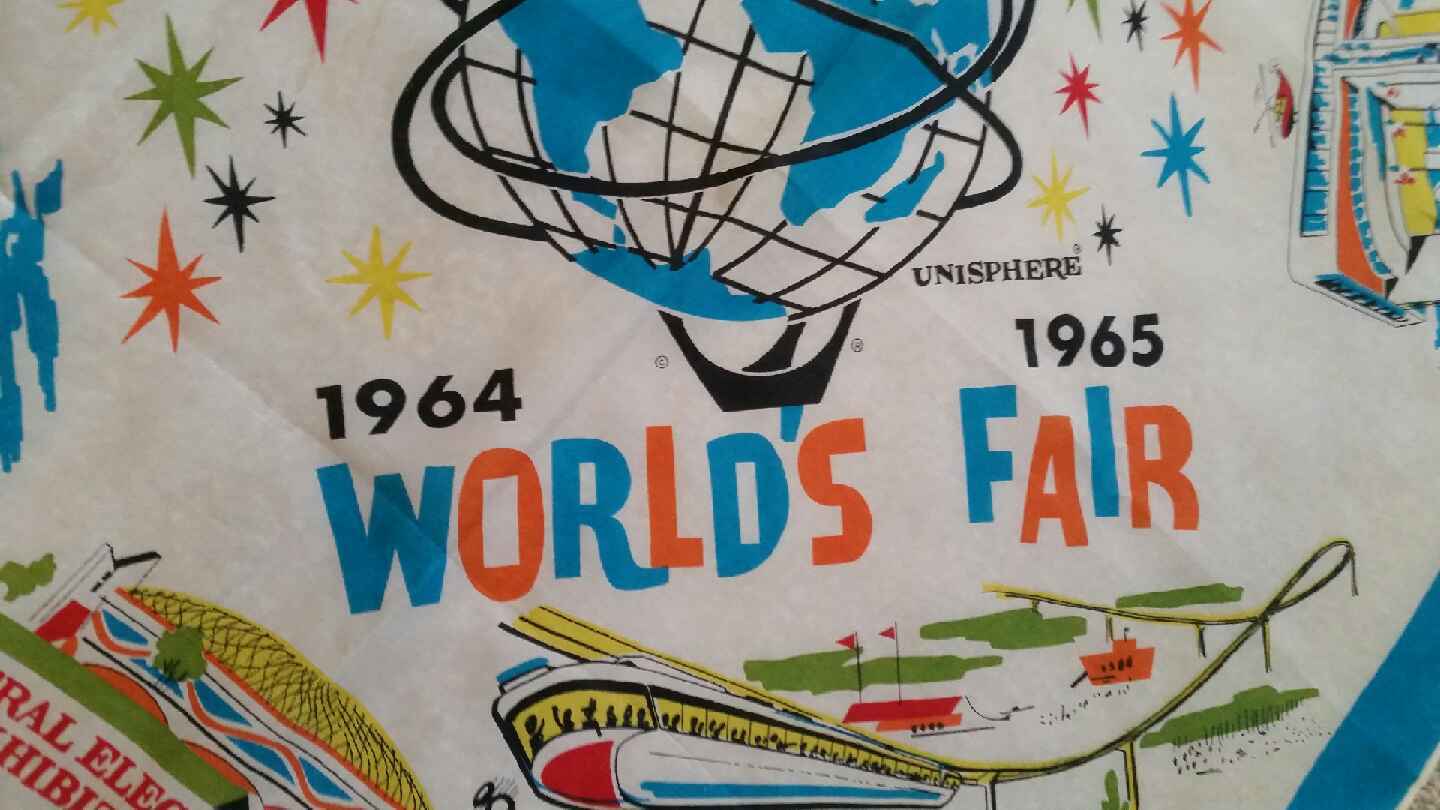 UNISPHERE®
1964 © ® 1965
WORLD'S FAIR